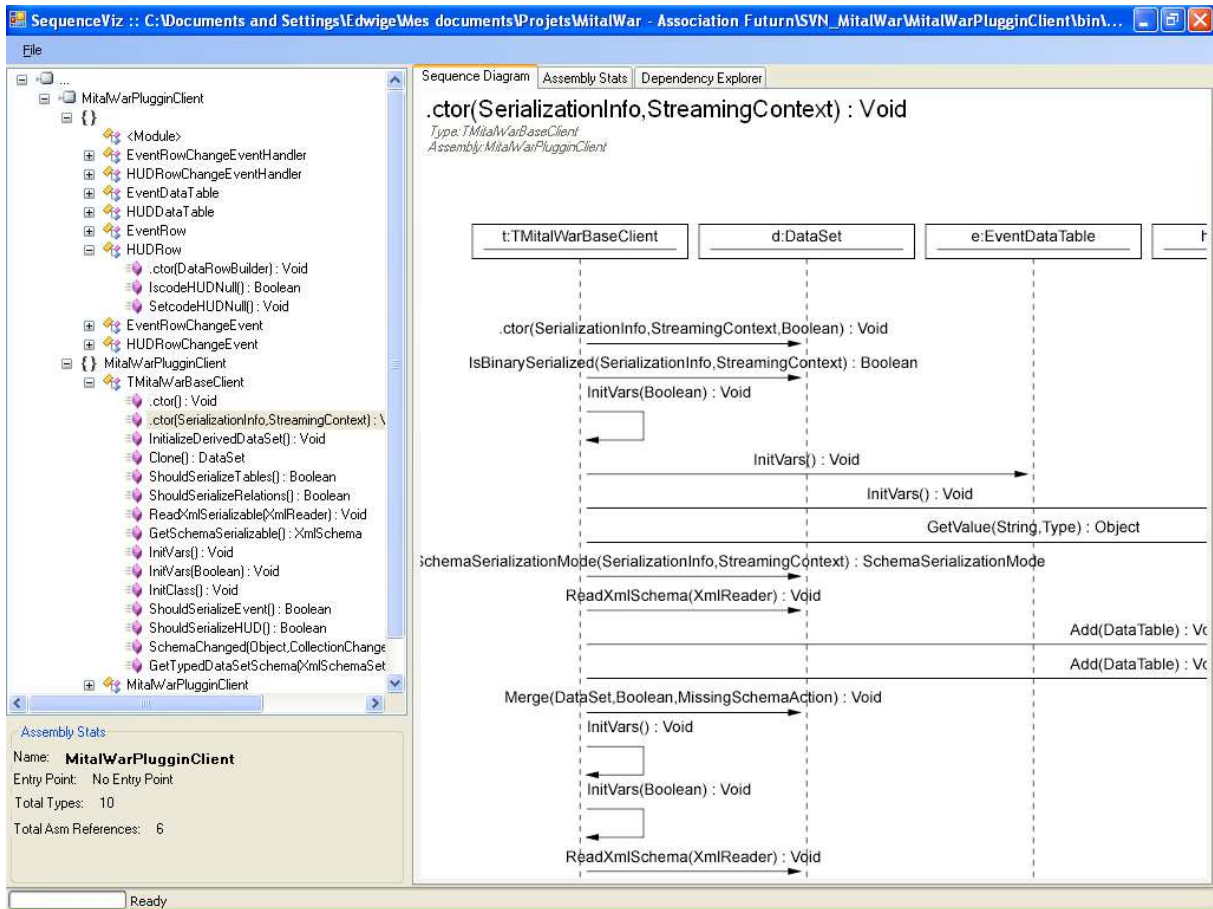 SequenceViz :: C:\Documents and Settings\Edwige\Mes documents\Projets\MitalWar - Association Futurn\SVN_MitalWar\MitalWarPlugginClient\bin\...
File
...
MitalWarPlugginClient
{}
<Module>
EventRowChangeEventHandler
HUDRowChangeEventHandler
EventDataTable
HUDDataTable
EventRow
HUDRow
.ctor(DataRowBuilder) : Void
IscodeHUDNull() : Boolean
SetcodeHUDNull() : Void
EventRowChangeEvent
HUDRowChangeEvent
{} MitalWarPlugginClient
TMitalWarBaseClient
.ctor() : Void
.ctor(SerializationInfo,StreamingContext) : \
InitializeDerivedDataSet() : Void
Clone() : DataSet
ShouldSerializeTables() : Boolean
ShouldSerializeRelations() : Boolean
ReadXmlSerializable(XmlReader) : Void
GetSchemaSerializable() : XmlSchema
InitVars() : Void
InitVars(Boolean) : Void
InitClass() : Void
ShouldSerializeEvent() : Boolean
ShouldSerializeHUD() : Boolean
SchemaChanged(Object,CollectionChange
GetTypedDataSetSchema(XmlSchemaSet
MitalWarPlugginClient
Assembly Stats
Name: MitalWarPlugginClient
Entry Point: No Entry Point
Total Types: 10
Total Asm References: 6
Sequence Diagram Assembly Stats Dependency Explorer
.ctor(SerializationInfo,StreamingContext) : Void
Type:TMitalWarBaseClient
Assembly:MitalWarPlugginClient
t:TMitalWarBaseClient d:DataSet e:EventDataTable
.ctor(SerializationInfo,StreamingContext,Boolean) : Void
IsBinarySerialized(SerializationInfo,StreamingContext) : Boolean
InitVars(Boolean) : Void
InitVars() : Void
InitVars() : Void
GetValue(String,Type) : Object
SchemaSerializationMode(SerializationInfo,StreamingContext) : SchemaSerializationMode
ReadXmlSchema(XmlReader) : Void
Add(DataTable) : Vo
Add(DataTable) : Vo
Merge(DataSet,Boolean,MissingSchemaAction) : Void
InitVars() : Void
InitVars(Boolean) : Void
ReadXmlSchema(XmlReader) : Void
Ready